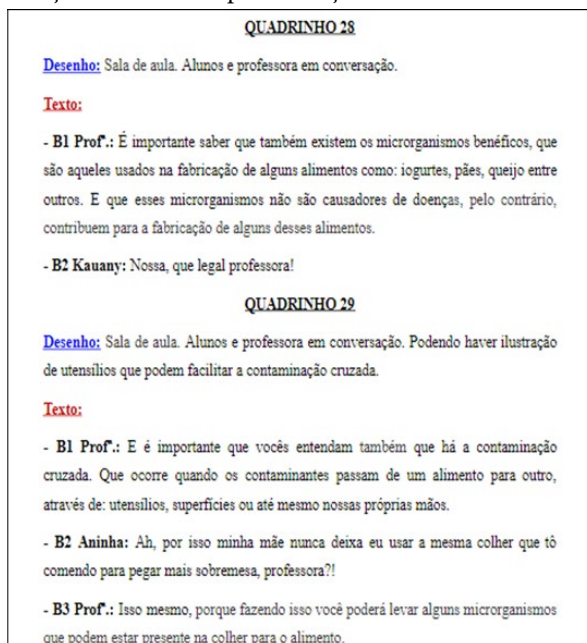 QUADRINHO 28
Desenho: Sala de aula. Alunos e professora em conversação.
Texto:
- B1 Profª.: É importante saber que também existem os microrganismos benéficos, que
são aqueles usados na fabricação de alguns alimentos como: iogurtes, pães, queijo entre
outros. E que esses microrganismos não são causadores de doenças, pelo contrário,
contribuem para a fabricação de alguns desses alimentos.
- B2 Kauany: Nossa, que legal professora!
QUADRINHO 29
Desenho: Sala de aula. Alunos e professora em conversação. Podendo haver ilustração
de utensílios que podem facilitar a contaminação cruzada.
Texto:
- B1 Profª.: E é importante que vocês entendam também que há a contaminação
cruzada. Que ocorre quando os contaminantes passam de um alimento para outro,
através de: utensílios, superfícies ou até mesmo nossas próprias mãos.
- B2 Aninha: Ah, por isso minha mãe nunca deixa eu usar a mesma colher que tô
comendo para pegar mais sobremesa, professora?!
- B3 Profª.: Isso mesmo, porque fazendo isso você poderá levar alguns microrganismos
que podem estar presente na colher para o alimento.